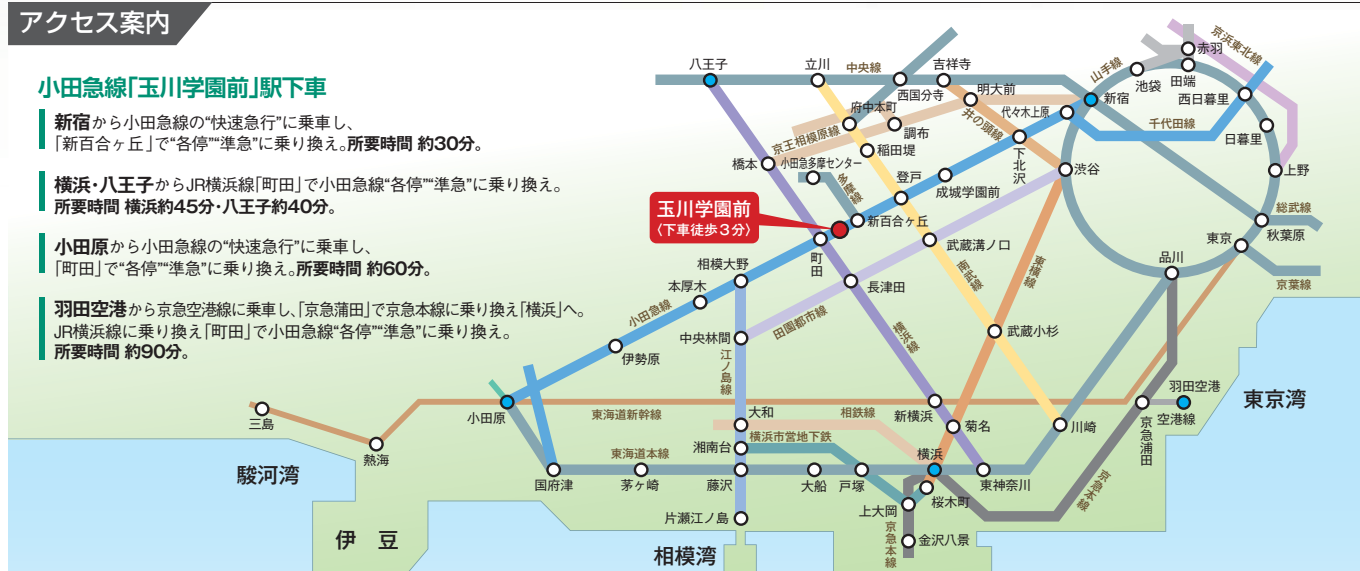 アクセス案内
小田急線「玉川学園前」駅下車
新宿から小田急線の“快速急行”に乗車し、
「新百合ヶ丘」で“各停”“準急”に乗り換え。所要時間 約30分。
横浜・八王子からJR横浜線「町田」で小田急線“各停”“準急”に乗り換え。
所要時間 横浜約45分・八王子約40分。
小田原から小田急線の“快速急行”に乗車し、
「町田」で“各停”“準急”に乗り換え。所要時間 約60分。
羽田空港から京急空港線に乗車し、「京急蒲田」で京急本線に乗り換え「横浜」へ。
JR横浜線に乗り換え「町田」で小田急線“各停”“準急”に乗り換え。
所要時間 約90分。
玉川学園前
〈下車徒歩3分〉
八王子
立川
中央線
西国分寺
吉祥寺
明大前
井の頭線
代々木上原
新宿
山手線
池袋
赤羽
田端
京浜東北線
西日暮里
千代田線
日暮里
上野
総武線
秋葉原
東京
京葉線
品川
渋谷
下北沢
府中本町
調布
京王相模原線
稲田堤
橋本
小田急多摩センター
多摩線
登戸
成城学園前
新百合ヶ丘
武蔵溝ノ口
南武線
東横線
町田
長津田
相模大野
本厚木
小田急線
伊勢原
中央林間
田園都市線
江ノ島線
横浜線
武蔵小杉
小田原
東海道新幹線
三島
熱海
大和
相鉄線
新横浜
菊名
川崎
羽田空港
空港線
京急蒲田
京急本線
湘南台
横浜市営地下鉄
東海道本線
国府津
茅ヶ崎
藤沢
大船
戸塚
横浜
東神奈川
桜木町
上大岡
片瀬江ノ島
京急本線
金沢八景
駿河湾
伊 豆
相模湾
東京湾